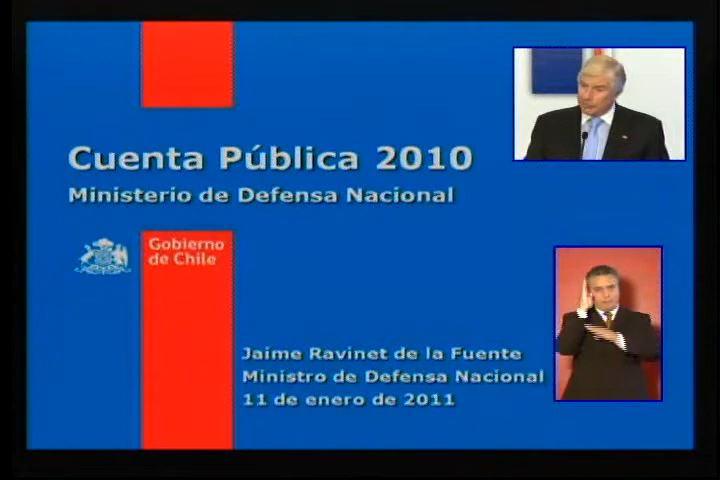 Cuenta Pública 2010
Ministerio de Defensa Nacional
Gobierno
de Chile
Jaime Ravinet de la Fuente
Ministro de Defensa Nacional
11 de enero de 2011